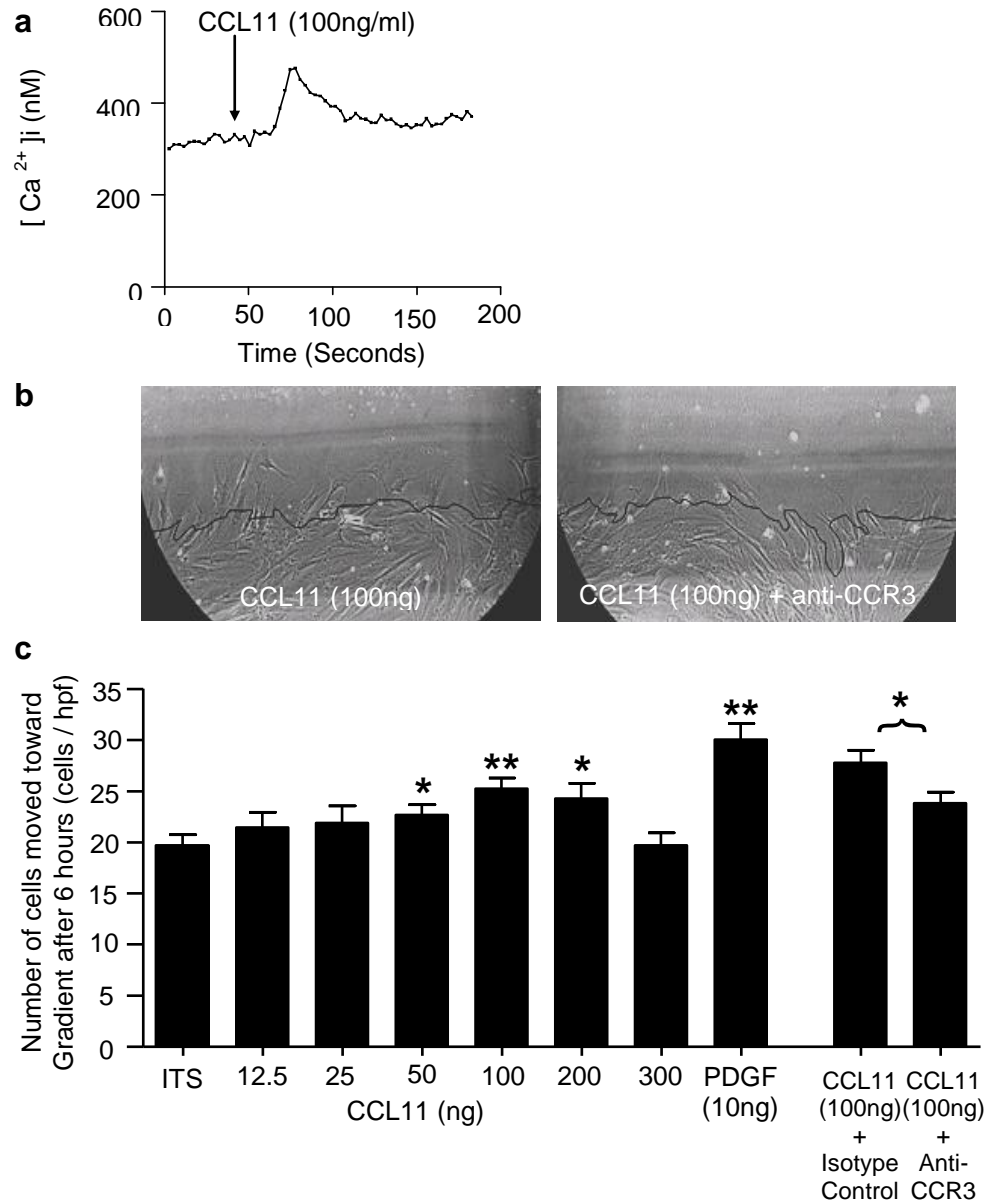 a
CCL11 (100ng/ml)
600
400
200
0
[ Ca 2+ ]i (nM)
0 50 100 150 200
Time (Seconds)
b
CCL11 (100ng)
CCL11 (100ng) + anti-CCR3
c
Number of cells moved toward
Gradient after 6 hours (cells / hpf)
35
30
25
20
15
10
5
0
* ** * ** *
ITS 12.5 25 50 100 200 300 PDGF
(10ng)
CCL11 (ng)
CCL11
(100ng)
+
Isotype
Control
CCL11
(100ng)
+
Anti-
CCR3